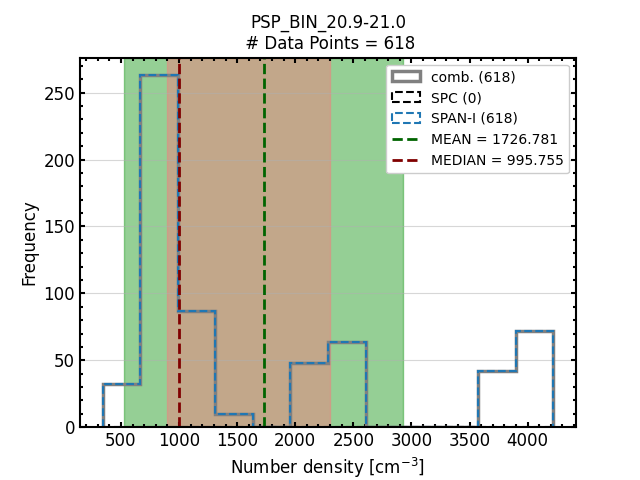 PSP_BIN_20.9-21.0
# Data Points = 618
comb. (618)
SPC (0)
SPAN-I (618)
MEAN = 1726.781
MEDIAN = 995.755
Frequency
250
200
150
100
50
0
500 1000 1500 2000 2500 3000 3500 4000
Number density [cm⁻³]